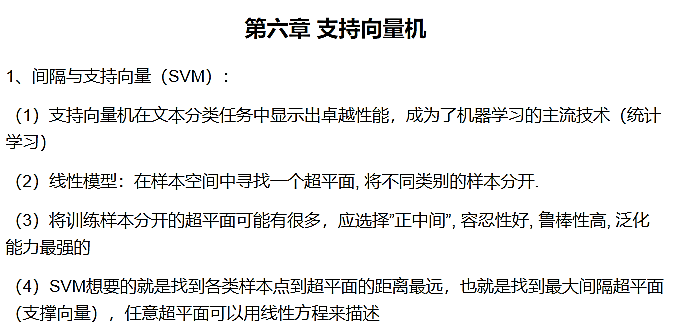 第六章 支持向量机
1、间隔与支持向量（SVM）：
（1）支持向量机在文本分类任务中显示出卓越性能，成为了机器学习的主流技术（统计
学习）
（2）线性模型：在样本空间中寻找一个超平面, 将不同类别的样本分开.
（3）将训练样本分开的超平面可能有很多，应选择”正中间”, 容忍性好, 鲁棒性高, 泛化
能力最强的
（4）SVM想要的就是找到各类样本点到超平面的距离最远，也就是找到最大间隔超平面
（支撑向量），任意超平面可以用线性方程来描述